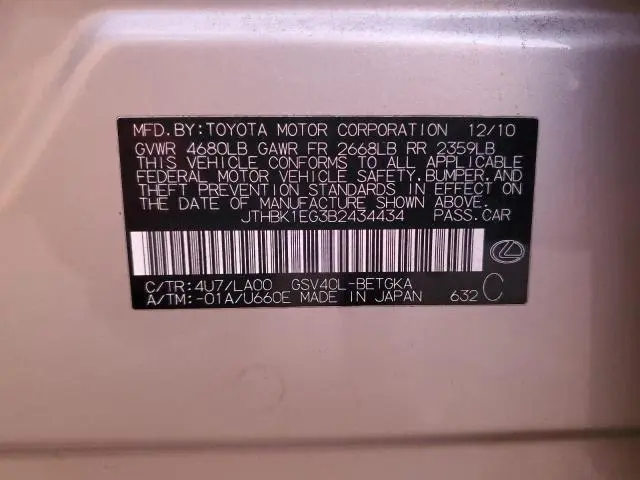 MFD.BY:TOYOTA MOTOR CORPORATION 12/10
GVWR 4680LB GAWR FR 2668LB RR 2359LB
THIS VEHICLE CONFORMS TO ALL APPLICABLE
FEDERAL MOTOR VEHICLE SAFETY.BUMPER.AND
THEFT PREVENTION STANDARDS IN EFFECT ON
THE DATE OF MANUFACTURE SHOWN ABOVE.
JTHBK1EG3B2434434 PASS.CAR
C/TR:4U7/LA00 GSV40L-BETGKA
A/TM:-01A/U660E MADE IN JAPAN 632 C